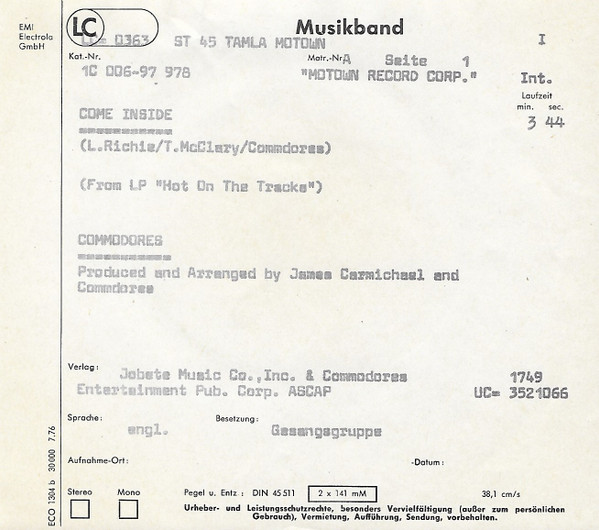 EMI
Electrola
GmbH
LC
Musikband
LC= 0363 ST 45 TAMLA MOTOWN
I
Kat.-Nr.
Matr.-Nr. A Seite 1
1C 006-97 978
"MOTOWN RECORD CORP."
Int.
Laufzeit
min. sec.
3 44
COME INSIDE
===========
(L.Richie/T.McClary/Commdores)
(From LP "Hot On The Tracks")
COMMODORES
===========
Produced and Arranged by James Carmichael and
Commdores
Verlag:
Jobete Music Co.,Inc. & Commodores
1749
Entertainment Pub. Corp. ASCAP
UC= 3521066
Sprache:
Besetzung:
engl.
Gesangsgruppe
Aufnahme-Ort:
-Datum:
Stereo
Mono
Pegel u. Entz : DIN 45 511
2 x 141 mM
38,1 cm/s
Urheber- und Leistungsschutzrechte, besonders Vervielfältigung (außer zum persönlichen
Gebrauch), Vermietung, Aufführung, Sendung, vorbehalten.
ECO 1304 b 30 000 7.76